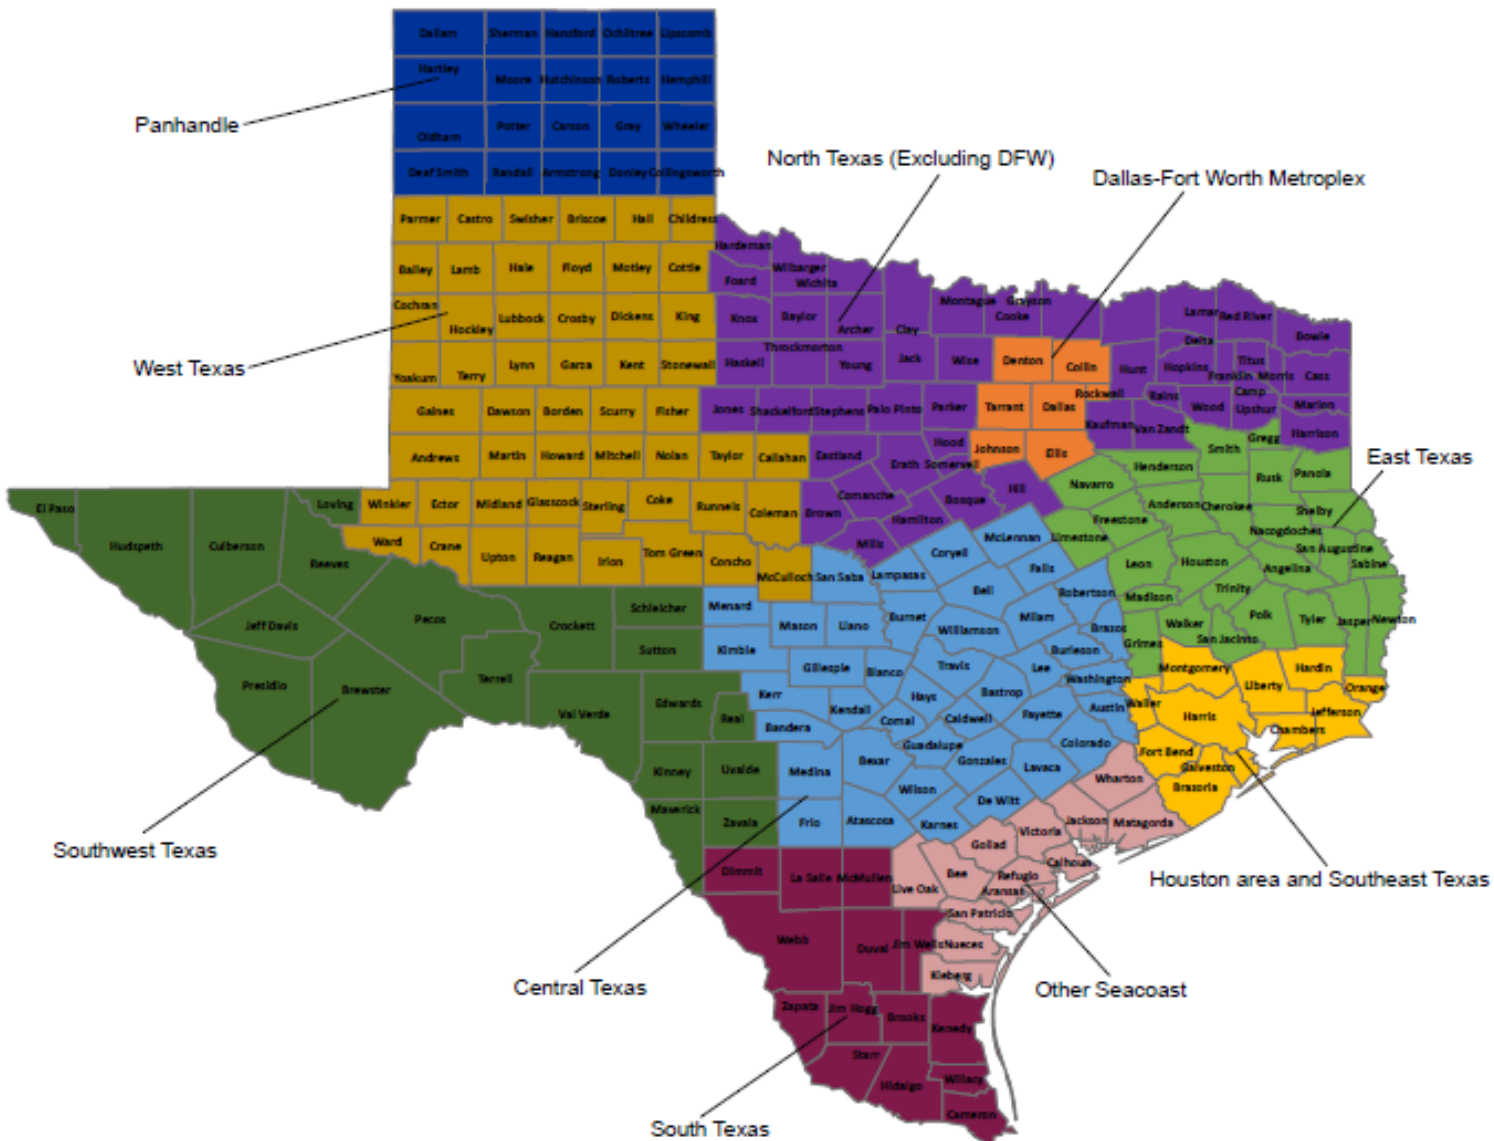 Dallam Sherman Hansford Ochiltree Lipscomb
Hartley Moore Hutchinson Roberts Hemphill
Panhandle
Oldham Potter Carson Gray Wheeler
Deaf Smith Randall Armstrong Donley Collingsworth
North Texas (Excluding DFW)
Dallas-Fort Worth Metroplex
Parmer Castro Swisher Briscoe Hall Childress
Hardeman
Bailey Lamb Hale Floyd Motley Cottle
Foard Wilbarger
Wichita
Cochran Hockley Lubbock Crosby Dickens King
Knox Baylor Archer Clay Montague Cooke Grayson
Lamar Red River Bowie
West Texas
Yoakum Terry Lynn Garza Kent Stonewall
Haskell Throckmorton Young Jack Wise Denton Collin Hunt
Delta Hopkins Franklin Titus Morris Cass
Gaines Dawson Borden Scurry Fisher
Jones Shackelford Stephens Palo Pinto Parker Tarrant Dallas Rockwall
Kaufman Van Zandt Rains Wood Camp Upshur Marion
Harrison
Andrews Martin Howard Mitchell Nolan Taylor Callahan
Eastland Erath Hood Somervell Johnson Ellis
Henderson Smith Gregg Rusk Panola
East Texas
El Paso Loving Winkler Ector Midland Glasscock Sterling Coke Runnels Coleman
Brown Comanche Hamilton Bosque Hill Navarro
Anderson Cherokee Shelby
Nacogdoches
Hudspeth Culberson Reeves Ward Crane Upton Reagan Irion Tom Green Concho
McCulloch San Saba Mills Lampasas Coryell McLennan Limestone Freestone
Leon Houston Angelina San Augustine Sabine
Jeff Davis Pecos Crockett Schleicher Menard Mason Llano Burnet Bell Falls Robertson
Madison Trinity
Sutton Kimble Williamson Milam Brazos
Grimes Walker San Jacinto Polk Tyler Jasper Newton
Presidio Brewster Terrell
Gillespie Blanco Travis Lee Burleson
Washington
Montgomery Liberty Hardin
Orange
Val Verde Edwards Real Kerr Kendall Hays Bastrop
Bandera Comal Caldwell Fayette Austin Waller Harris Chambers Jefferson
Kinney Uvalde Medina Bexar Guadalupe Gonzales Lavaca Colorado
Fort Bend Galveston
Brazoria
Wharton
Maverick Zavala Frio Atascosa Wilson Karnes De Witt
Victoria Jackson Matagorda
Southwest Texas
Dimmit La Salle McMullen Live Oak Bee Goliad Refugio Calhoun
Aransas
Houston area and Southeast Texas
San Patricio
Webb Duval Jim Wells Nueces
Kleberg
Central Texas
Other Seacoast
Zapata Jim Hogg Brooks Kenedy
Starr Hidalgo Willacy
Cameron
South Texas